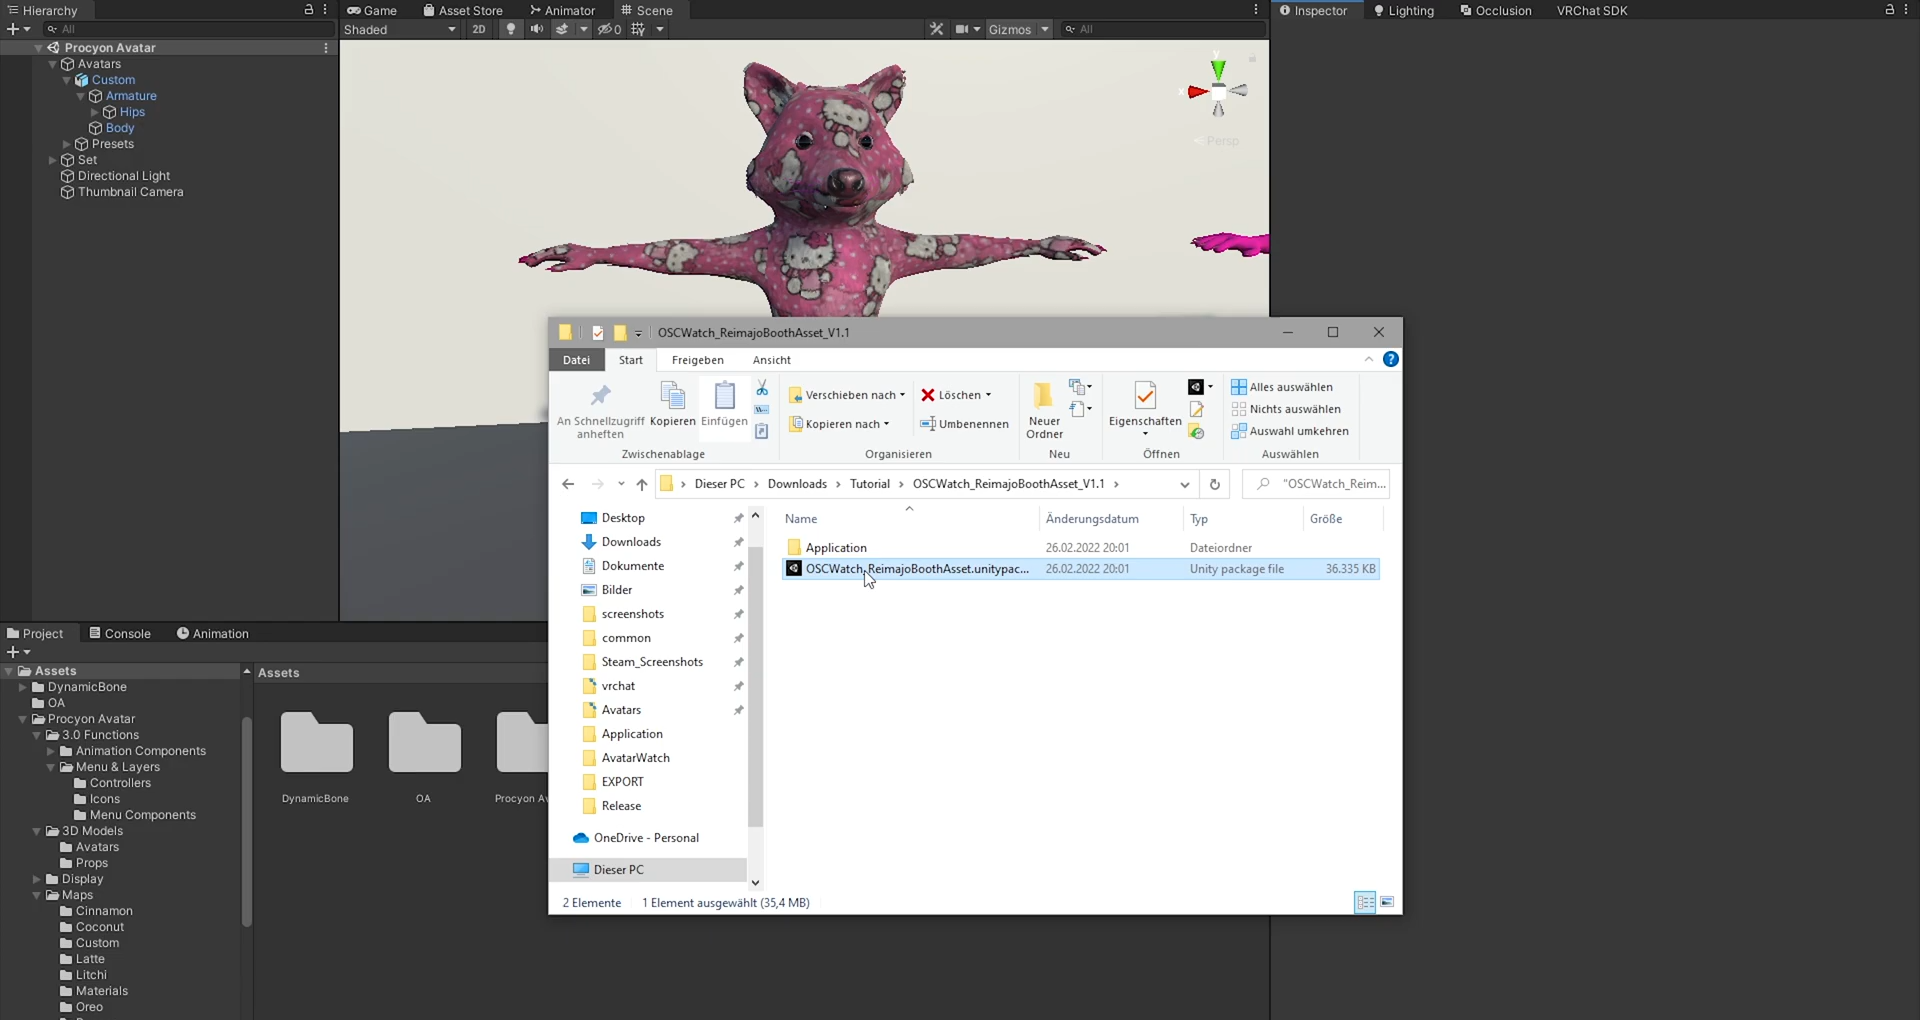 Hierarchy
All
Procyon Avatar
Avatars
Custom
Armature
Hips
Body
Presets
Set
Directional Light
Thumbnail Camera
Game
Asset Store
Animator
Scene
Shaded
2D
0
Gizmos
All
y
x
Persp
Inspector
Lighting
Occlusion
VRChat SDK
OSCWatch_ReimajoBoothAsset_V1.1
Datei
Start
Freigeben
Ansicht
An Schnellzugriff
anheften
Kopieren
Einfügen
Zwischenablage
Verschieben nach
Kopieren nach
Löschen
Umbenennen
Organisieren
Neuer
Ordner
Neu
Eigenschaften
Öffnen
Alles auswählen
Nichts auswählen
Auswahl umkehren
Auswählen
Dieser PC > Downloads > Tutorial > OSCWatch_ReimajoBoothAsset_V1.1 >
"OSCWatch_Reim...
Desktop
Downloads
Dokumente
Bilder
screenshots
common
Steam_Screenshots
vrchat
Avatars
Application
AvatarWatch
EXPORT
Release
OneDrive - Personal
Dieser PC
Name Änderungsdatum Typ Größe
Application 26.02.2022 20:01 Dateiordner
OSCWatch_ReimajoBoothAsset.unitypac... 26.02.2022 20:01 Unity package file 36.335 KB
2 Elemente 1 Element ausgewählt (35,4 MB)
Project
Console
Animation
Assets
DynamicBone
OA
Procyon Avatar
3.0 Functions
Animation Components
Menu & Layers
Controllers
Icons
Menu Components
3D Models
Avatars
Props
Display
Maps
Cinnamon
Coconut
Custom
Latte
Litchi
Materials
Oreo
Assets
DynamicBone
OA
Procyon Av